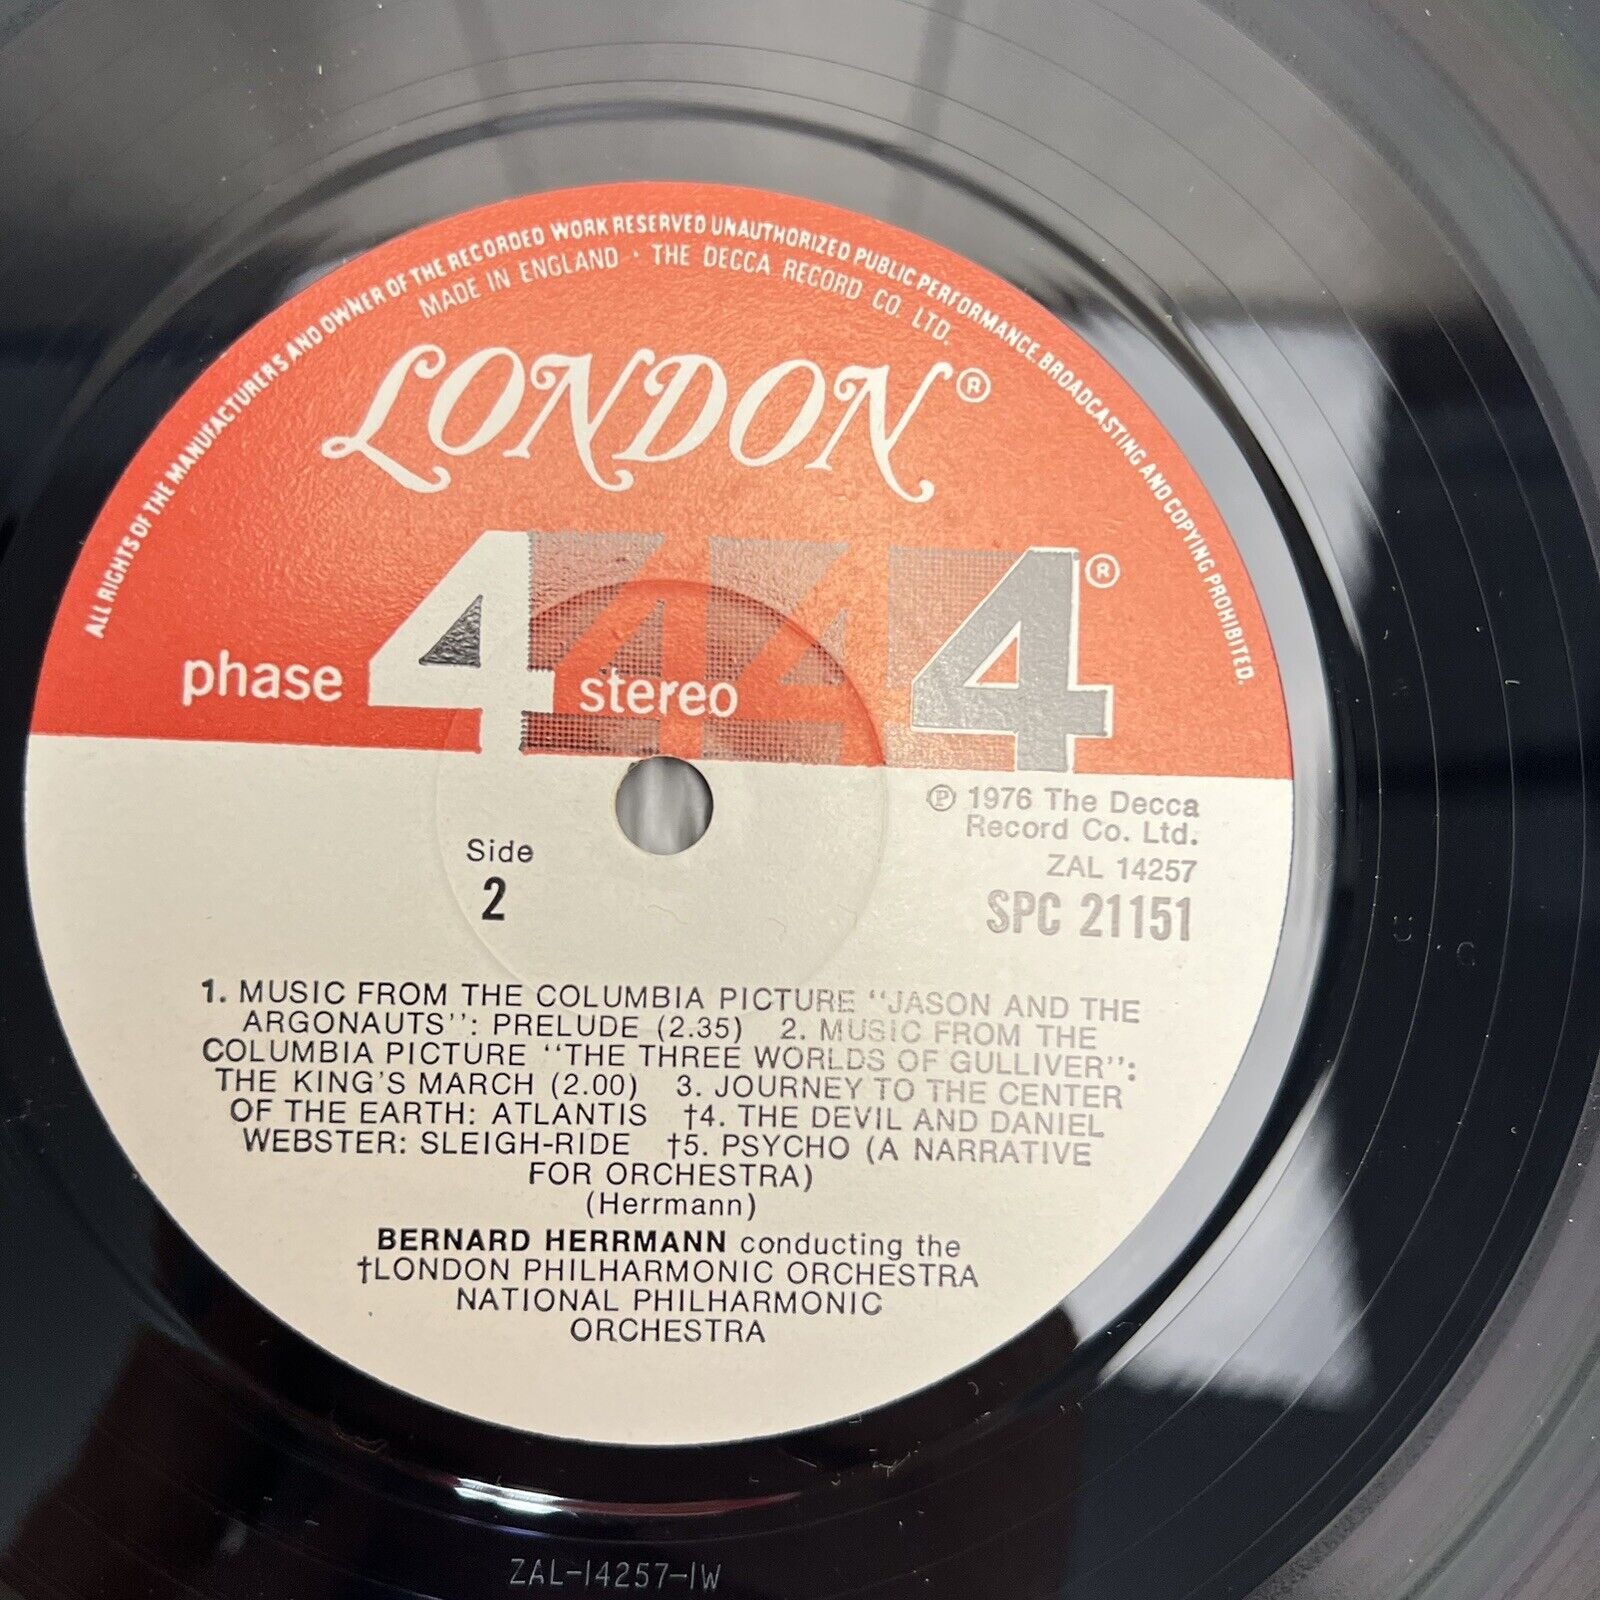 ALL RIGHTS OF THE MANUFACTURERS AND OWNER OF THE RECORDED WORK RESERVED UNAUTHORIZED PUBLIC PERFORMANCE BROADCASTING AND COPYING PROHIBITED.
MADE IN ENGLAND · THE DECCA RECORD CO. LTD.
LONDON®
phase 4 stereo 4 4 4®
℗ 1976 The Decca
Record Co. Ltd.
Side
2
ZAL 14257
SPC 21151
1. MUSIC FROM THE COLUMBIA PICTURE "JASON AND THE
ARGONAUTS": PRELUDE (2.35) 2. MUSIC FROM THE
COLUMBIA PICTURE "THE THREE WORLDS OF GULLIVER":
THE KING'S MARCH (2.00) 3. JOURNEY TO THE CENTER
OF THE EARTH: ATLANTIS †4. THE DEVIL AND DANIEL
WEBSTER: SLEIGH-RIDE †5. PSYCHO (A NARRATIVE
FOR ORCHESTRA)
(Herrmann)
BERNARD HERRMANN conducting the
†LONDON PHILHARMONIC ORCHESTRA
NATIONAL PHILHARMONIC
ORCHESTRA
ZAL-14257-1W